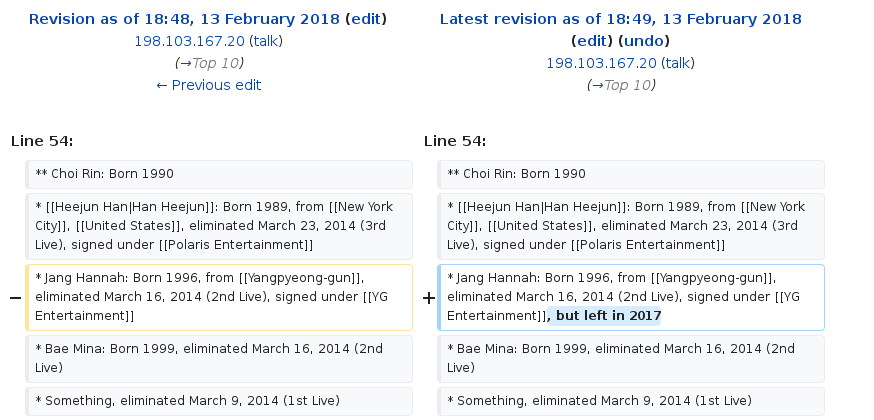 Revision as of 18:48, 13 February 2018 (edit)
198.103.167.20 (talk)
(→Top 10)
← Previous edit
Latest revision as of 18:49, 13 February 2018
(edit) (undo)
198.103.167.20 (talk)
(→Top 10)
Line 54:
Line 54:
** Choi Rin: Born 1990
** Choi Rin: Born 1990
* [[Heejun Han|Han Heejun]]: Born 1989, from [[New York
City]], [[United States]], eliminated March 23, 2014 (3rd
Live), signed under [[Polaris Entertainment]]
* [[Heejun Han|Han Heejun]]: Born 1989, from [[New York
City]], [[United States]], eliminated March 23, 2014 (3rd
Live), signed under [[Polaris Entertainment]]
− * Jang Hannah: Born 1996, from [[Yangpyeong-gun]],
eliminated March 16, 2014 (2nd Live), signed under [[YG
Entertainment]]
+ * Jang Hannah: Born 1996, from [[Yangpyeong-gun]],
eliminated March 16, 2014 (2nd Live), signed under [[YG
Entertainment]], but left in 2017
* Bae Mina: Born 1999, eliminated March 16, 2014 (2nd
Live)
* Bae Mina: Born 1999, eliminated March 16, 2014 (2nd
Live)
* Something, eliminated March 9, 2014 (1st Live)
* Something, eliminated March 9, 2014 (1st Live)